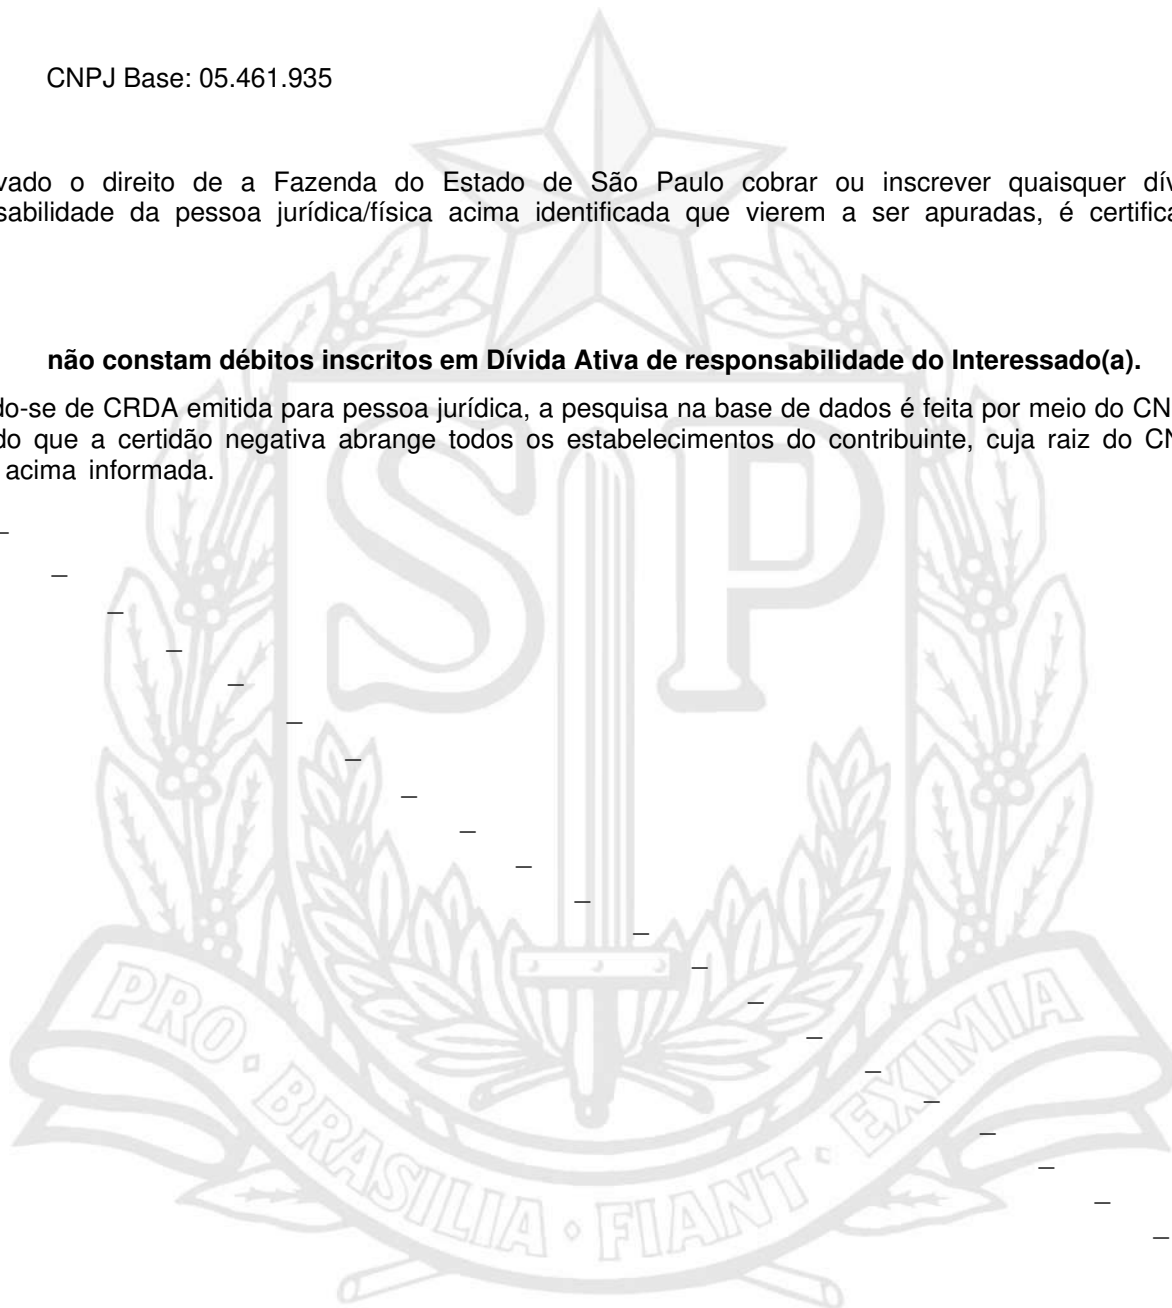 CNPJ Base: 05.461.935
vado o direito de a Fazenda do Estado de São Paulo cobrar ou inscrever quaisquer dív
sabilidade da pessoa jurídica/física acima identificada que vierem a ser apuradas, é certifica
não constam débitos inscritos em Dívida Ativa de responsabilidade do Interessado(a).
do-se de CRDA emitida para pessoa jurídica, a pesquisa na base de dados é feita por meio do CN
do que a certidão negativa abrange todos os estabelecimentos do contribuinte, cuja raiz do CN
acima informada.
SP
PRO • BRASILIA • FIANT • EXIMIA